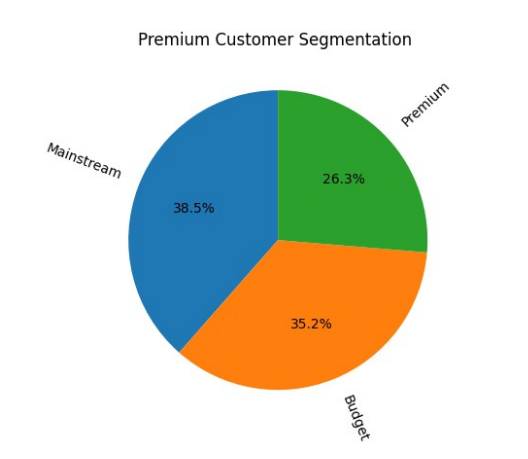 Premium Customer Segmentation
Premium
Mainstream
26.3%
38.5%
35.2%
Budget